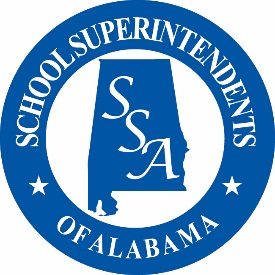 SCHOOL SUPERINTENDENTS
SSA
OF ALABAMA